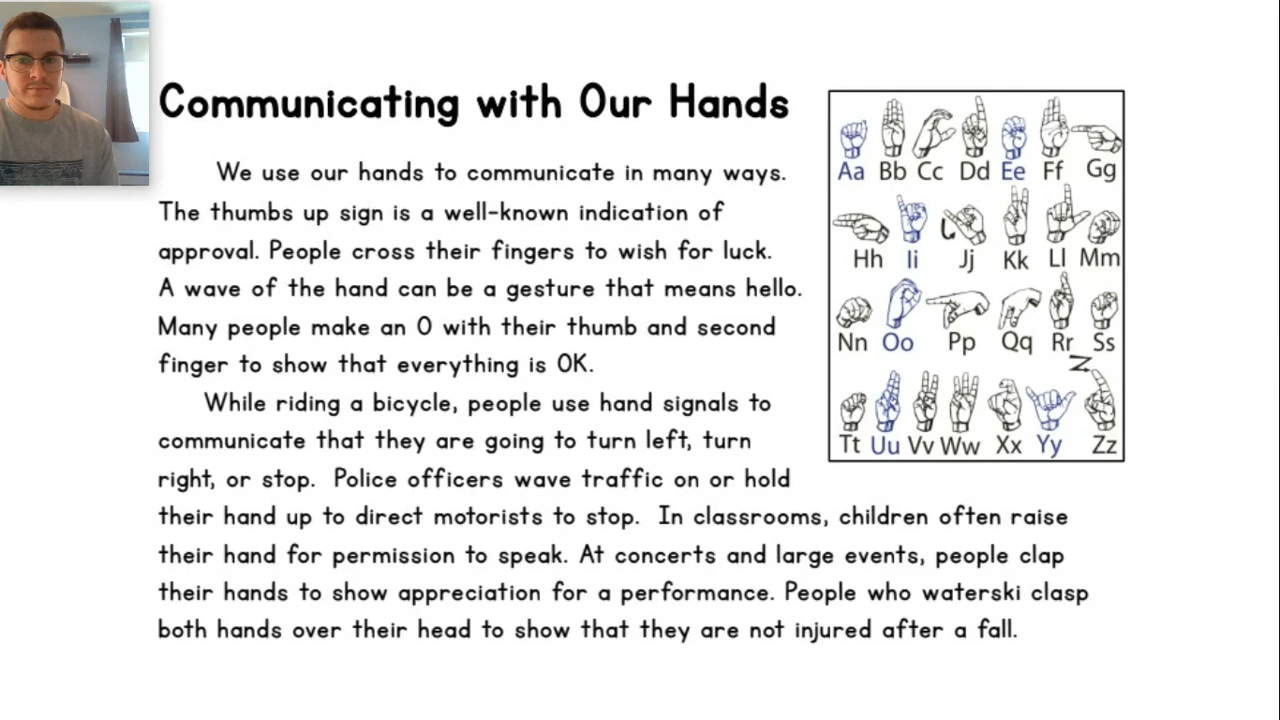 Communicating with Our Hands
We use our hands to communicate in many ways.
The thumbs up sign is a well-known indication of
approval. People cross their fingers to wish for luck.
A wave of the hand can be a gesture that means hello.
Many people make an O with their thumb and second
finger to show that everything is OK.
While riding a bicycle, people use hand signals to
communicate that they are going to turn left, turn
right, or stop. Police officers wave traffic on or hold
their hand up to direct motorists to stop. In classrooms, children often raise
their hand for permission to speak. At concerts and large events, people clap
their hands to show appreciation for a performance. People who waterski clasp
both hands over their head to show that they are not injured after a fall.
Aa Bb Cc Dd Ee Ff Gg
Hh Ii Jj Kk Ll Mm
Nn Oo Pp Qq Rr Ss
Tt Uu Vv Ww Xx Yy Zz